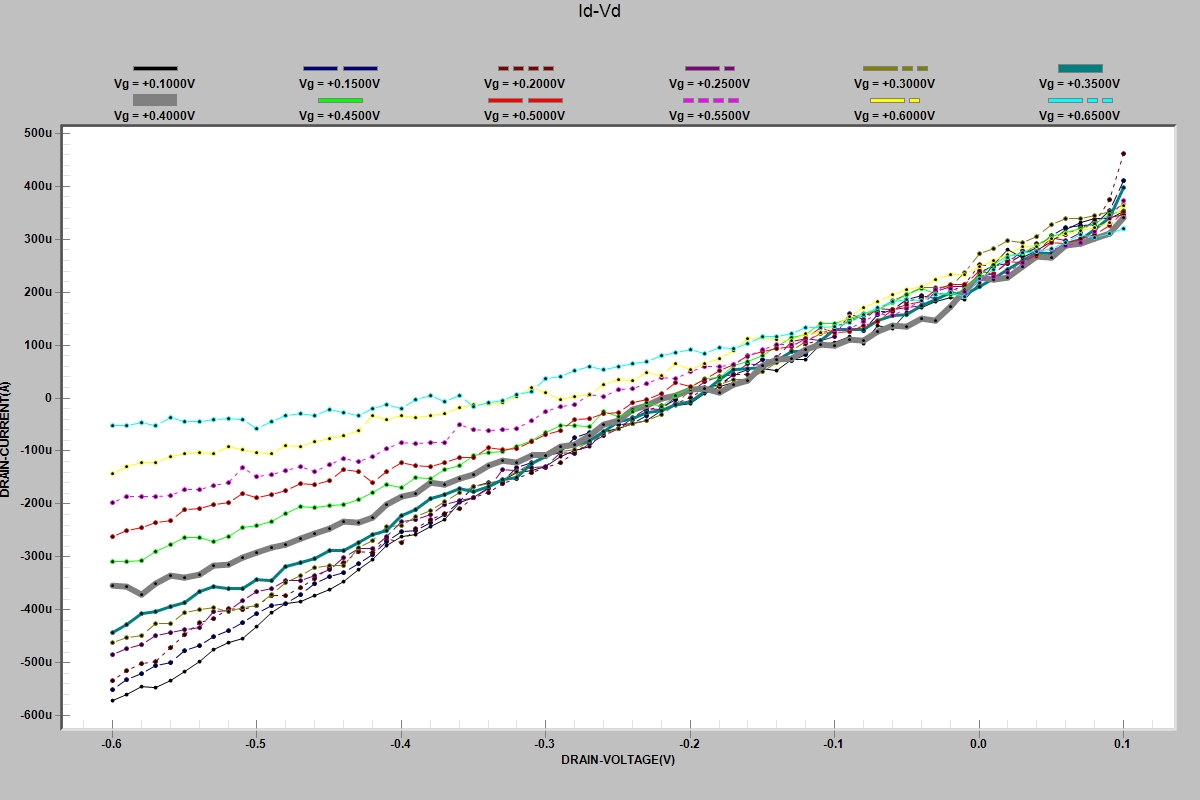 Id-Vd
Vg = +0.1000V Vg = +0.1500V Vg = +0.2000V Vg = +0.2500V Vg = +0.3000V Vg = +0.3500V
Vg = +0.4000V Vg = +0.4500V Vg = +0.5000V Vg = +0.5500V Vg = +0.6000V Vg = +0.6500V
500u
400u
300u
200u
100u
0
-100u
-200u
-300u
-400u
-500u
-600u
DRAIN-CURRENT(A)
-0.6 -0.5 -0.4 -0.3 -0.2 -0.1 0.0 0.1
DRAIN-VOLTAGE(V)